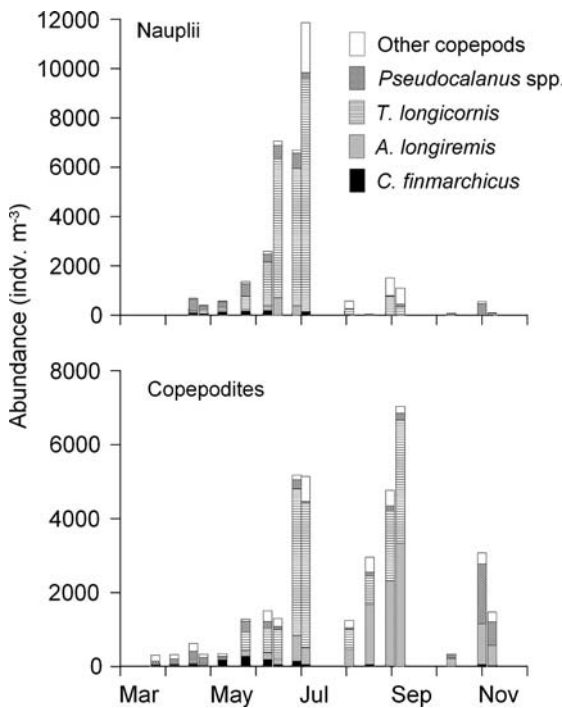 12000
10000
8000
6000
4000
2000
0
Nauplii
Other copepods
Pseudocalanus spp.
T. longicornis
A. longiremis
C. finmarchicus
Abundance (indv. m-3)
8000
6000
4000
2000
0
Copepodites
Mar May Jul Sep Nov